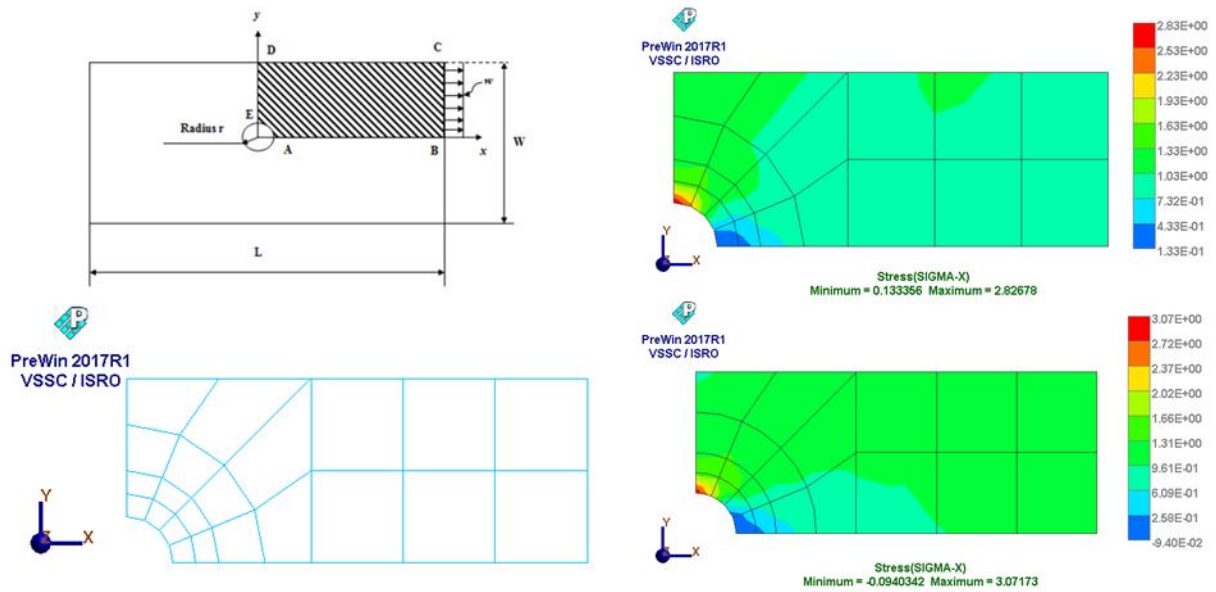 y
D
C
w
E
Radius r
A
B
x
W
L
P
PreWin 2017R1
VSSC / ISRO
Y
Z
X
P
PreWin 2017R1
VSSC / ISRO
2.83E+00
2.53E+00
2.23E+00
1.93E+00
1.63E+00
1.33E+00
1.03E+00
7.32E-01
4.33E-01
1.33E-01
Y
X
Stress(SIGMA-X)
Minimum = 0.133356 Maximum = 2.82678
P
PreWin 2017R1
VSSC / ISRO
3.07E+00
2.72E+00
2.37E+00
2.02E+00
1.66E+00
1.31E+00
9.61E-01
6.09E-01
2.58E-01
-9.40E-02
Y
X
Stress(SIGMA-X)
Minimum = -0.0940342 Maximum = 3.07173